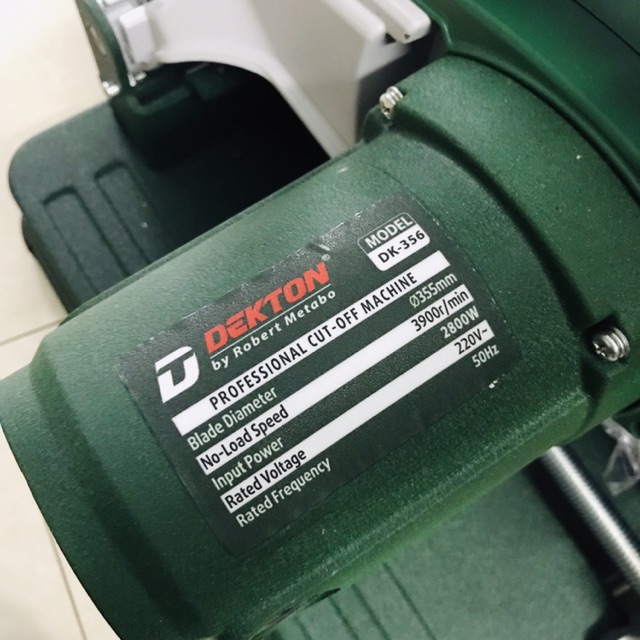 DEKTON
by Robert Metabo
MODEL
DK-356
PROFESSIONAL CUT-OFF MACHINE
Blade Diameter Ø355mm
No-Load Speed 3900r/min
Input Power 2800W
Rated Voltage 220V~
Rated Frequency 50Hz